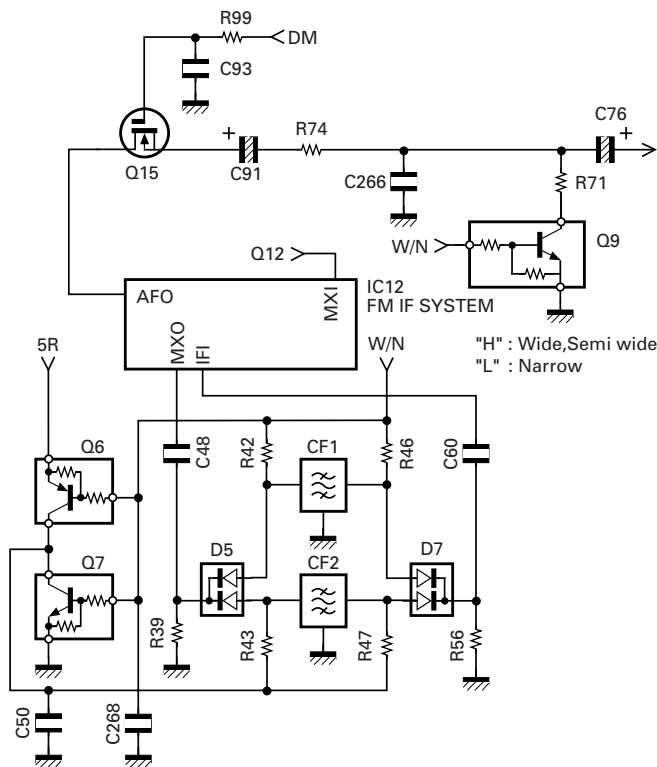 R99
DM
C93
C76
+
R74
+
Q15
C91
C266
R71
W/N
Q9
Q12
IC12
FM IF SYSTEM
AFO
MXI
MXO
IFI
"H" : Wide,Semi wide
"L" : Narrow
5R
W/N
Q6
C48
R42
CF1
R46
C60
Q7
D5
CF2
D7
R39
R43
R47
R56
C50
C268